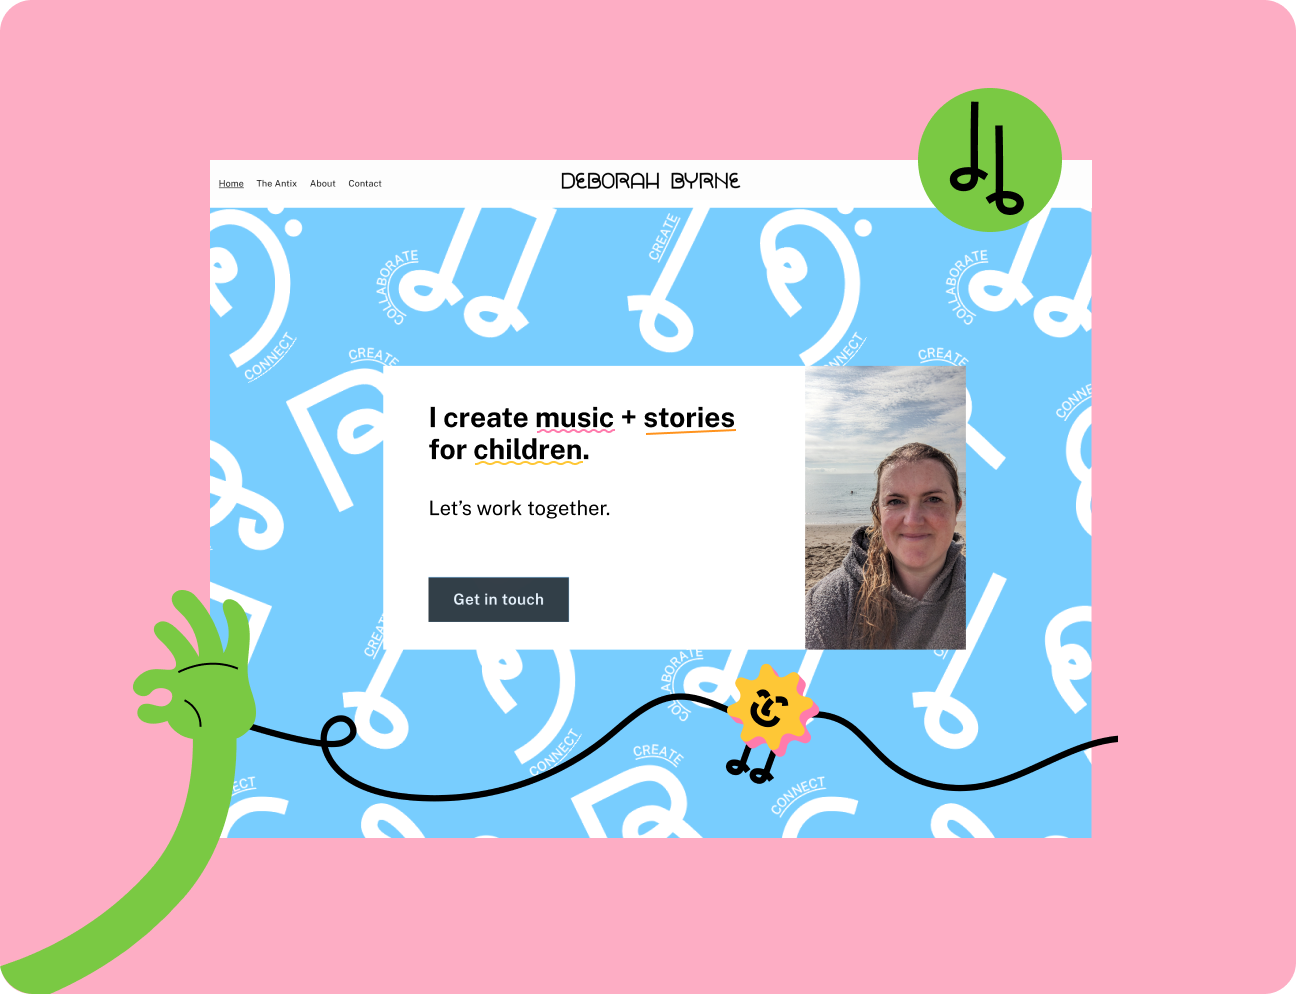 Home The Antix About Contact
DEBORAH BYRNE
CREATE
COLLABORATE
COLLABORATE
CONNECT
CONNECT
CREATE
CREATE
CONNECT
I create music + stories
for children.
Let's work together.
Get in touch
CREATE
CONNECT
CREATE
CONNECT